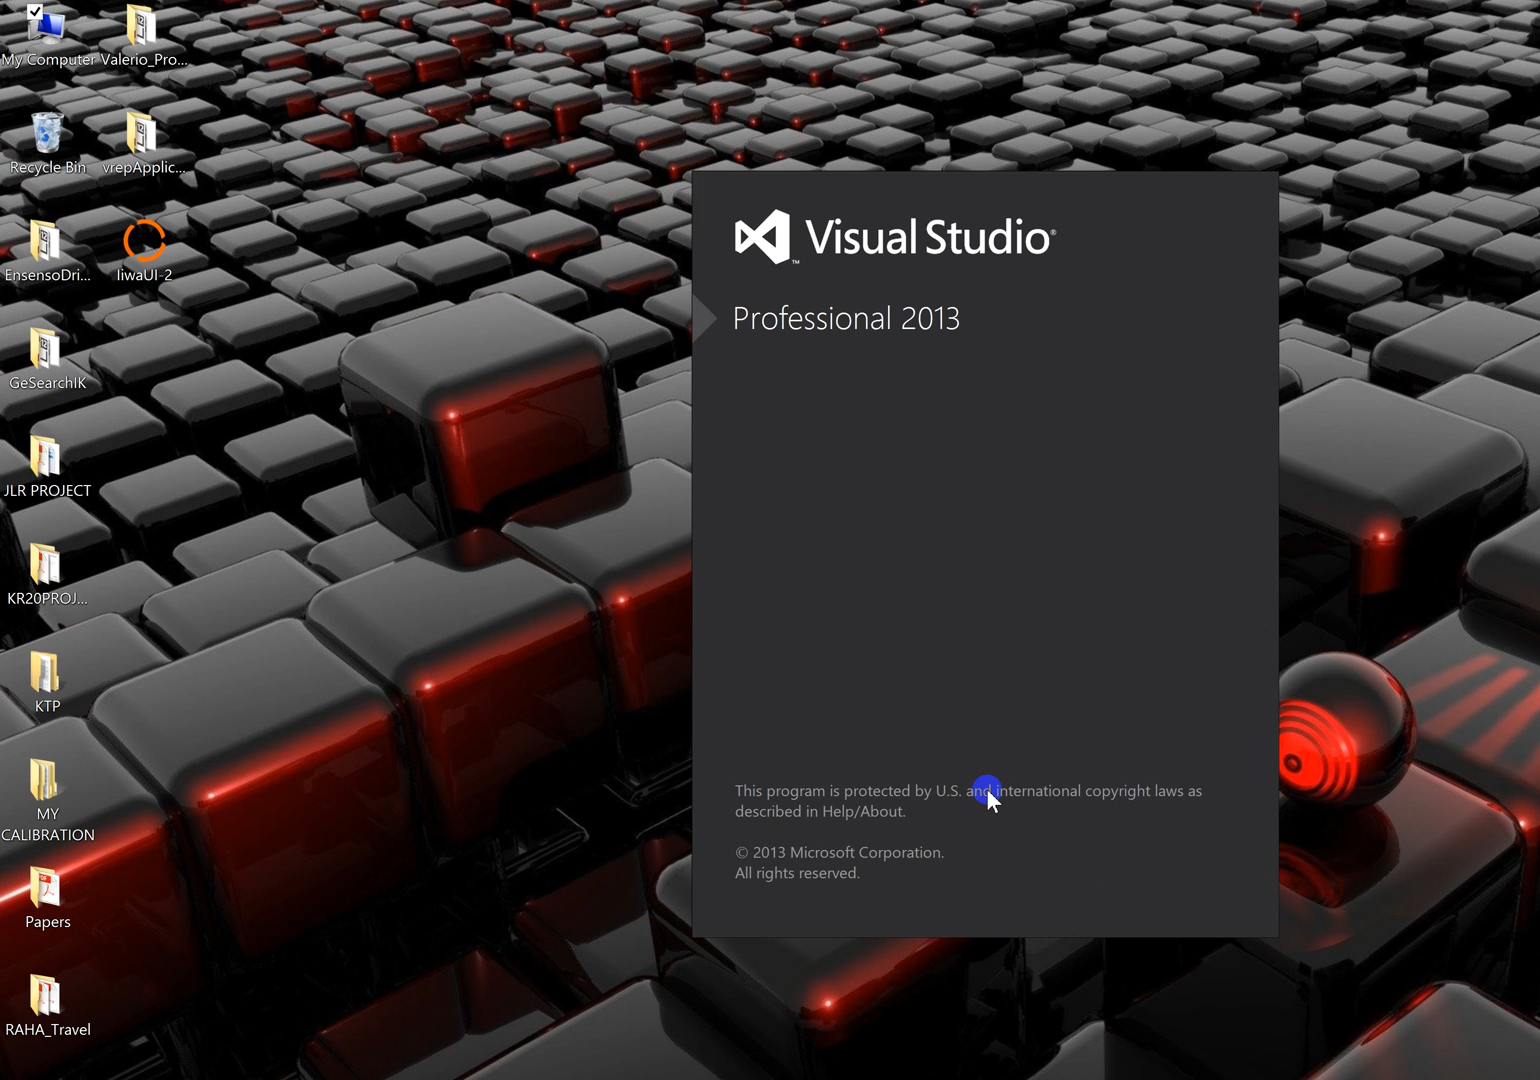 My Computer
Valerio_Pro...
Recycle Bin
vrepApplic...
EnsensoDri...
liwaUI-2
GeSearchIK
JLR PROJECT
KR20PROJ...
KTP
MY
CALIBRATION
Papers
RAHA_Travel
Visual Studio®
™
Professional 2013
This program is protected by U.S. and international copyright laws as
described in Help/About.
© 2013 Microsoft Corporation.
All rights reserved.